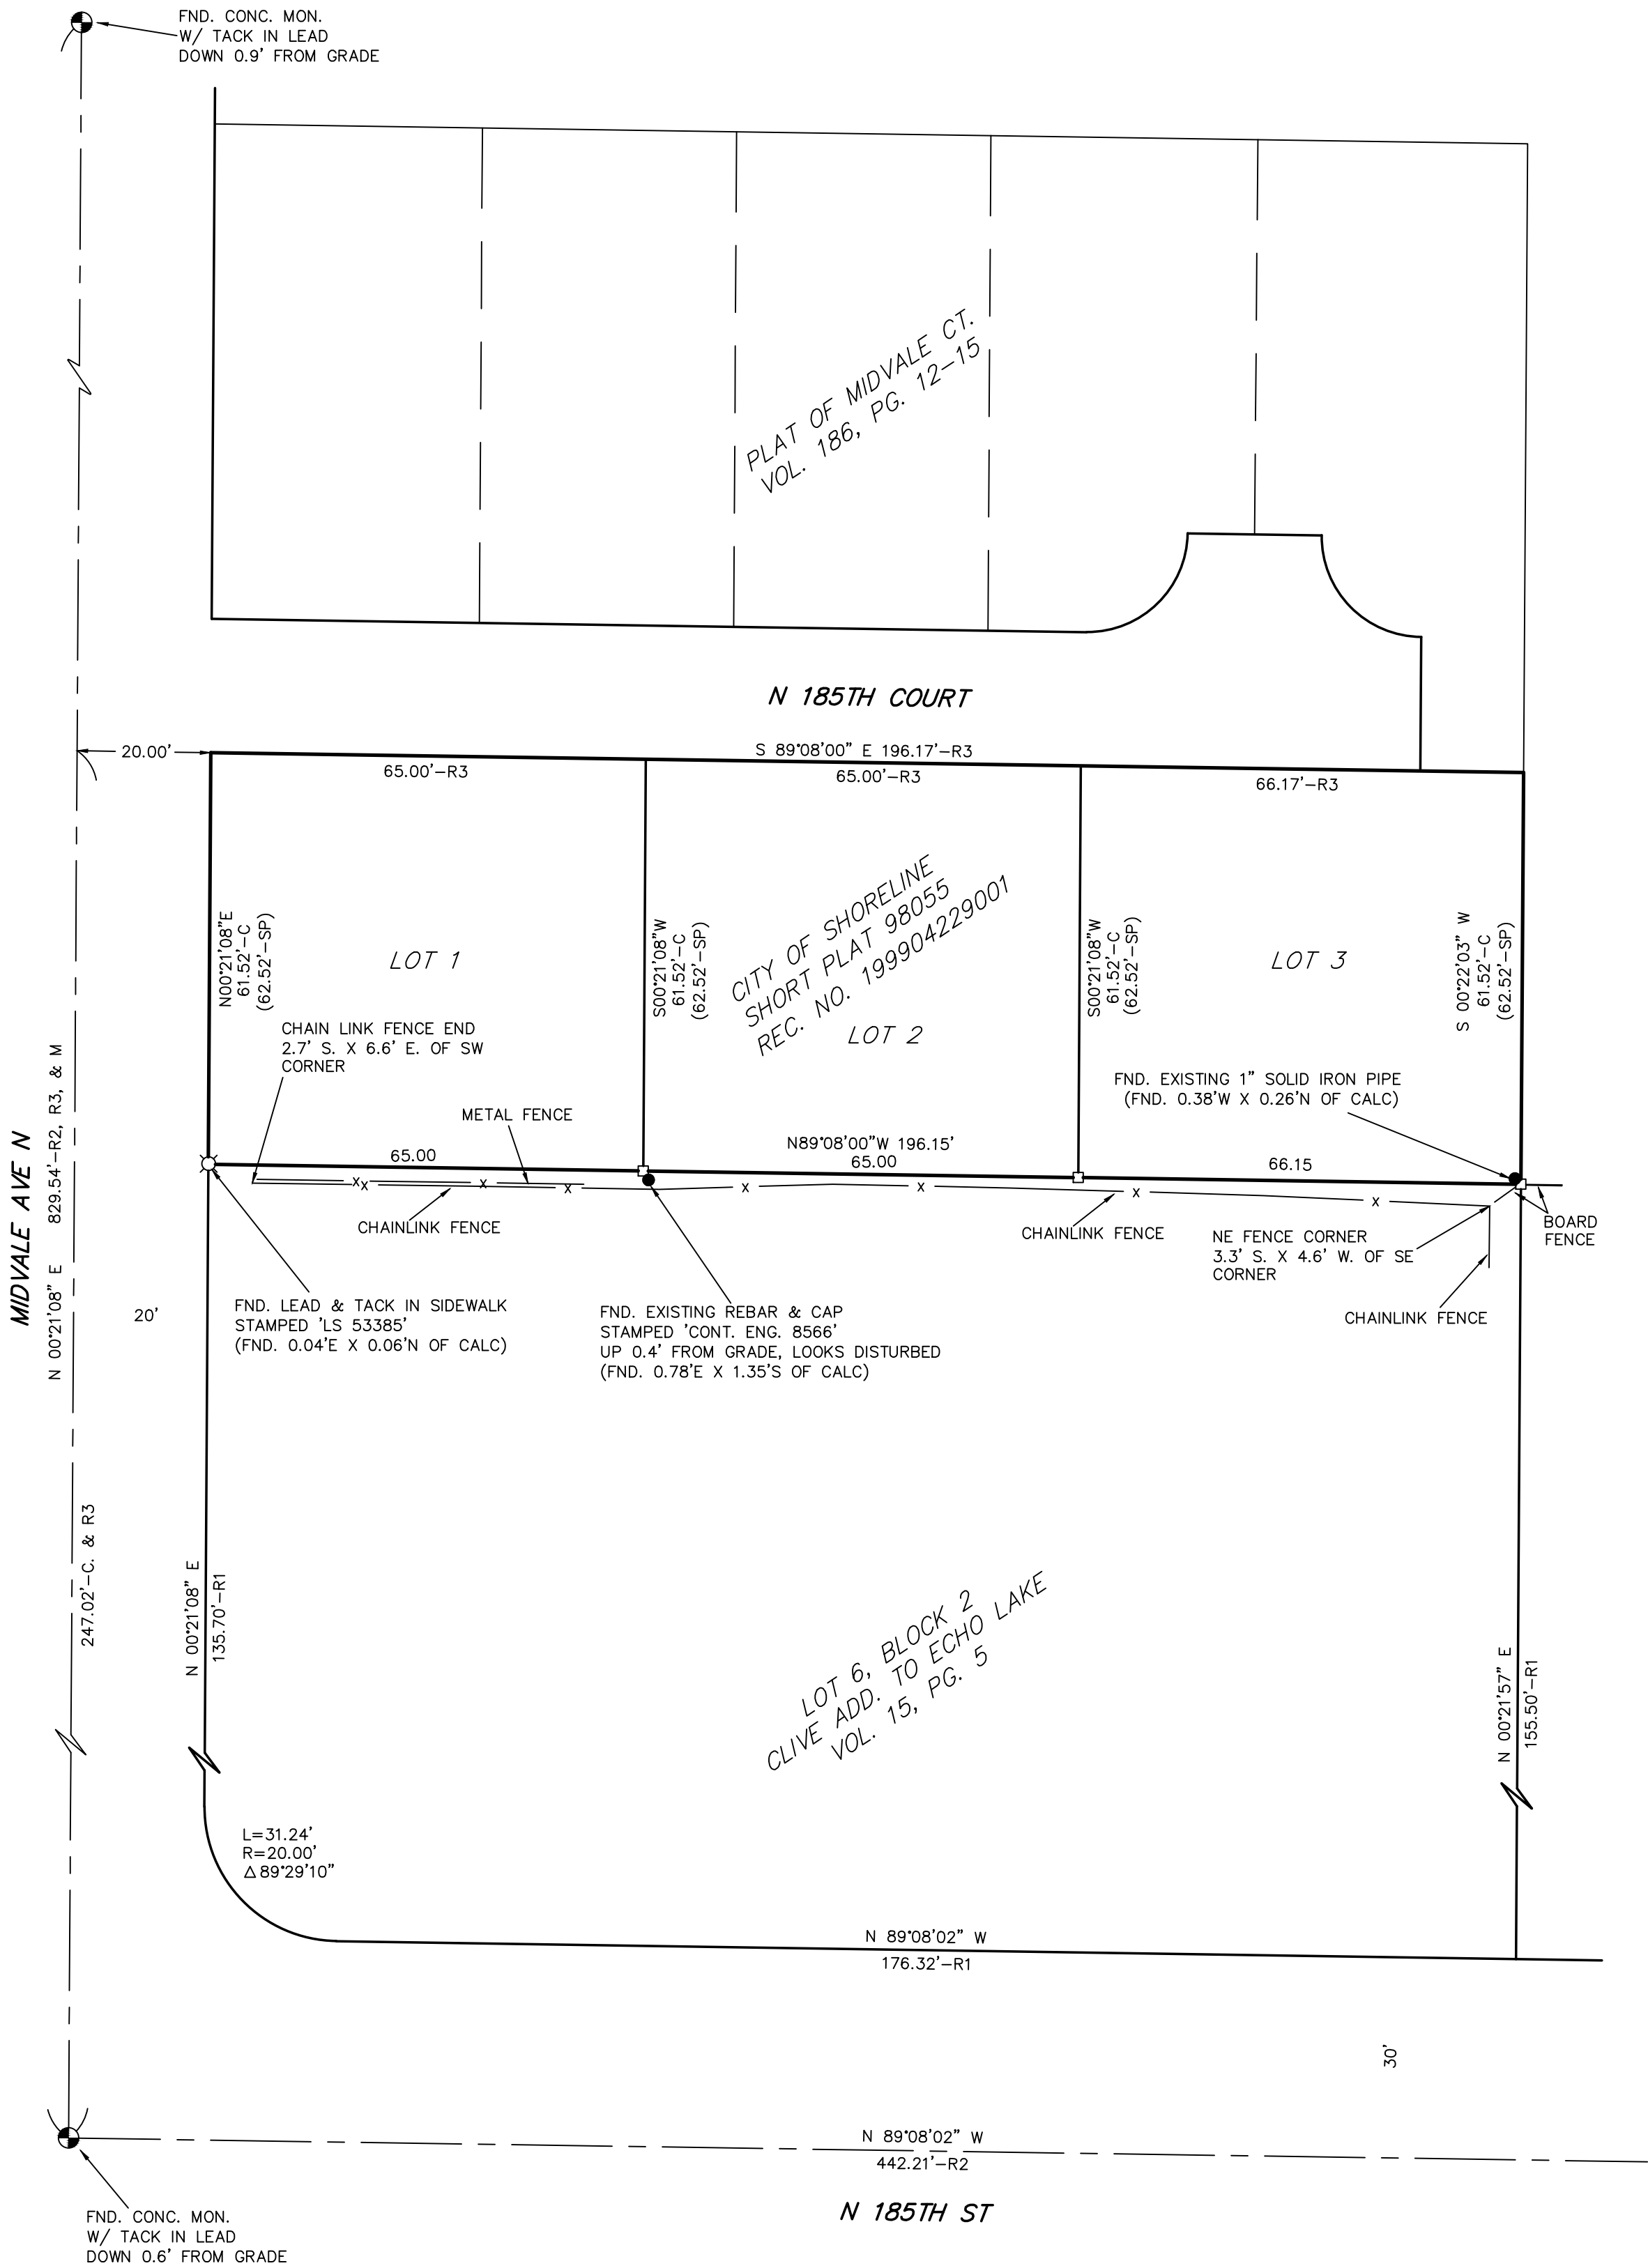 FND. CONC. MON.
W/ TACK IN LEAD
DOWN 0.9' FROM GRADE
PLAT OF MIDVALE CT.
VOL. 186, PG. 12-15
N 185TH COURT
20.00'
S 89°08'00" E 196.17'-R3
65.00'-R3
65.00'-R3
66.17'-R3
N00°21'08"E
61.52'-C
(62.52'-SP)
LOT 1
S00°21'08"W
61.52'-C
(62.52'-SP)
CITY OF SHORELINE
SHORT PLAT 98055
REC. NO. 199904229001
LOT 2
S00°21'08"W
61.52'-C
(62.52'-SP)
LOT 3
S 00°22'03" W
61.52'-C
(62.52'-SP)
CHAIN LINK FENCE END
2.7' S. X 6.6' E. OF SW
CORNER
METAL FENCE
FND. EXISTING 1" SOLID IRON PIPE
(FND. 0.38'W X 0.26'N OF CALC)
65.00
N89°08'00"W 196.15'
65.00
66.15
X X X X X X X X
CHAINLINK FENCE
CHAINLINK FENCE
NE FENCE CORNER
3.3' S. X 4.6' W. OF SE
CORNER
BOARD
FENCE
CHAINLINK FENCE
MIDVALE AVE N
N 00°21'08" E 829.54'-R2, R3, & M
20'
FND. LEAD & TACK IN SIDEWALK
STAMPED 'LS 53385'
(FND. 0.04'E X 0.06'N OF CALC)
FND. EXISTING REBAR & CAP
STAMPED 'CONT. ENG. 8566'
UP 0.4' FROM GRADE, LOOKS DISTURBED
(FND. 0.78'E X 1.35'S OF CALC)
247.02'-C. & R3
N 00°21'08" E
135.70'-R1
LOT 6, BLOCK 2
CLIVE ADD. TO ECHO LAKE
VOL. 15, PG. 5
N 00°21'57" E
155.50'-R1
L=31.24'
R=20.00'
Δ89°29'10"
N 89°08'02" W
176.32'-R1
30'
N 89°08'02" W
442.21'-R2
N 185TH ST
FND. CONC. MON.
W/ TACK IN LEAD
DOWN 0.6' FROM GRADE